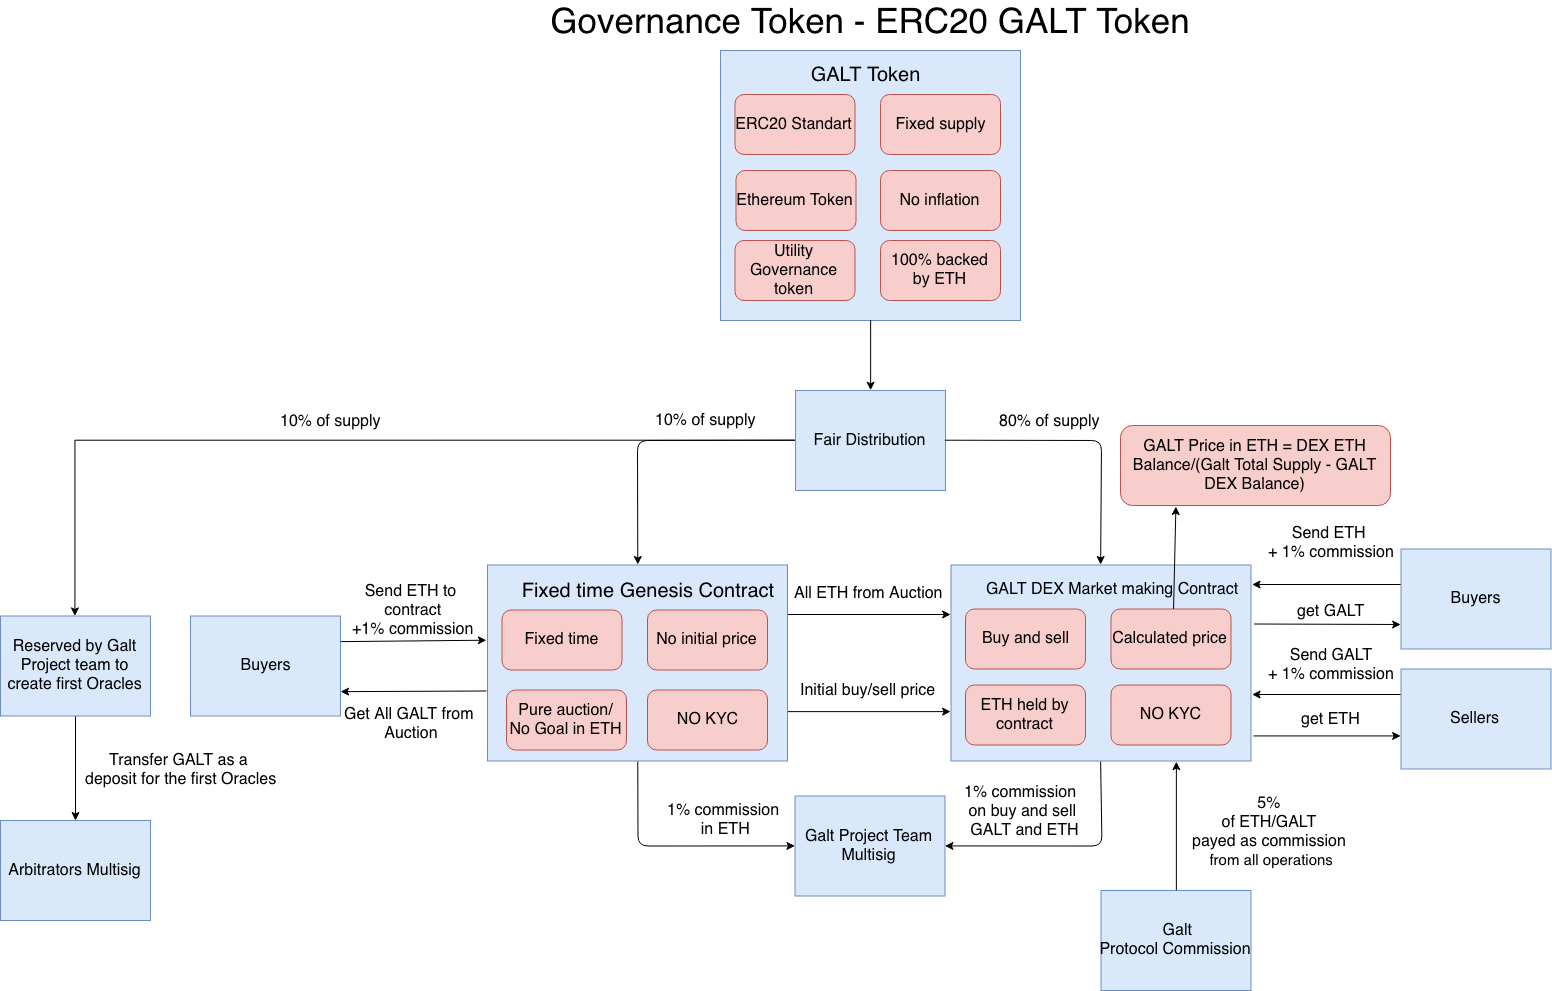 Governance Token - ERC20 GALT Token
GALT Token
ERC20 Standart
Fixed supply
Ethereum Token
No inflation
Utility
Governance
token
100% backed
by ETH
10% of supply
10% of supply
Fair Distribution
80% of supply
GALT Price in ETH = DEX ETH
Balance/(Galt Total Supply - GALT
DEX Balance)
Reserved by Galt
Project team to
create first Oracles
Transfer GALT as a
deposit for the first Oracles
Arbitrators Multisig
Buyers
Send ETH to
contract
+1% commission
Get All GALT from
Auction
Fixed time Genesis Contract
Fixed time
No initial price
Pure auction/
No Goal in ETH
NO KYC
All ETH from Auction
Initial buy/sell price
GALT DEX Market making Contract
Buy and sell
Calculated price
ETH held by
contract
NO KYC
Send ETH
+ 1% commission
get GALT
Buyers
Send GALT
+ 1% commission
get ETH
Sellers
1% commission
in ETH
Galt Project Team
Multisig
1% commission
on buy and sell
GALT and ETH
5%
of ETH/GALT
payed as commission
from all operations
Galt
Protocol Commission